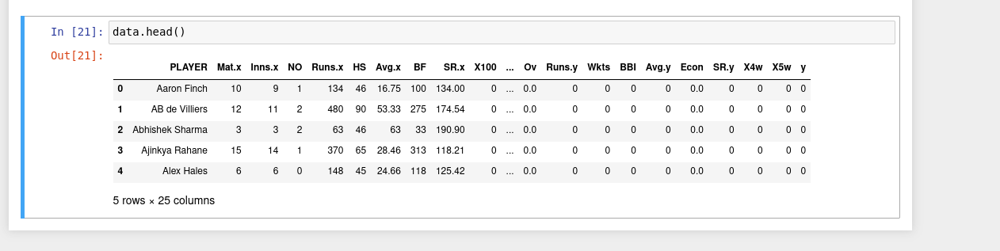 In [21]: data.head()
Out[21]:
PLAYER Mat.x Inns.x NO Runs.x HS Avg.x BF SR.x X100 ... Ov Runs.y Wkts BBI Avg.y Econ SR.y X4w X5w y
0 Aaron Finch 10 9 1 134 46 16.75 100 134.00 0 ... 0.0 0 0 0 0 0.0 0 0 0 0
1 AB de Villiers 12 11 2 480 90 53.33 275 174.54 0 ... 0.0 0 0 0 0 0.0 0 0 0 0
2 Abhishek Sharma 3 3 2 63 46 63 33 190.90 0 ... 0.0 0 0 0 0 0.0 0 0 0 0
3 Ajinkya Rahane 15 14 1 370 65 28.46 313 118.21 0 ... 0.0 0 0 0 0 0.0 0 0 0 0
4 Alex Hales 6 6 0 148 45 24.66 118 125.42 0 ... 0.0 0 0 0 0 0.0 0 0 0 0
5 rows × 25 columns